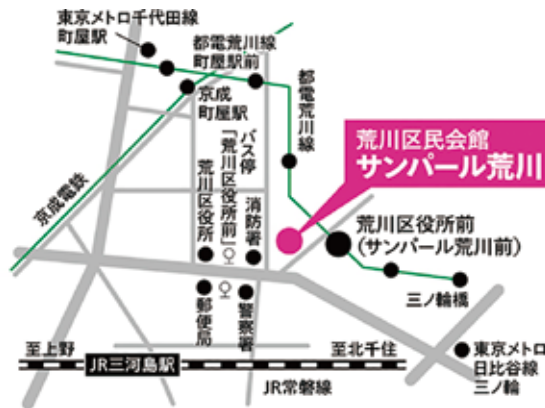 東京メトロ千代田線
町屋駅
都電荒川線
町屋駅前
京成
町屋駅
都電荒川線
荒川区民会館
サンパール荒川
京成電鉄
荒川区役所
バス停
「荒川区役所前」
消防署
荒川区役所前
(サンパール荒川前)
三ノ輪橋
郵便局
警察署
至上野
JR三河島駅
至北千住
JR常磐線
東京メトロ
日比谷線
三ノ輪